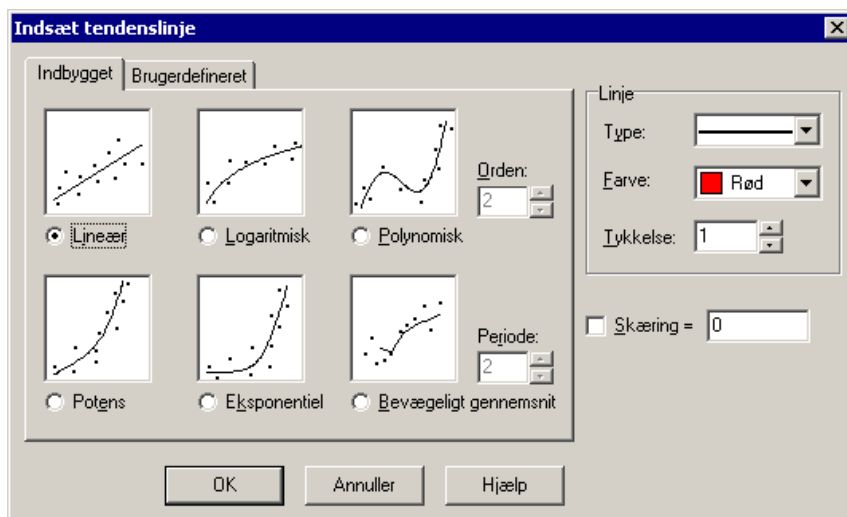 Indsæt tendenslinje
Indbygget
Brugerdefineret
Lineær
Logaritmisk
Polynomisk
Orden:
2
Potens
Eksponentiel
Bevægeligt gennemsnit
Periode:
2
Linje
Type:
Farve:
Rød
Tykkelse:
1
Skæring =
0
OK
Annuller
Hjælp